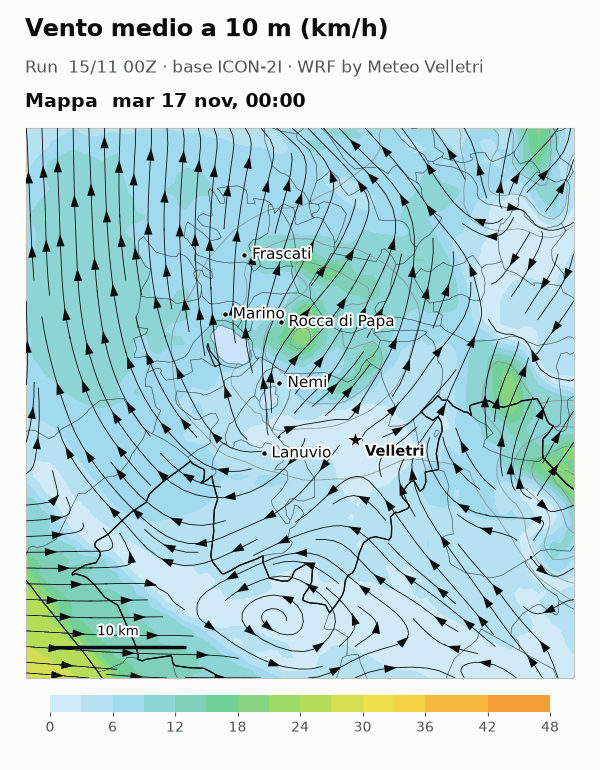 Vento medio a 10 m (km/h)
Run  15/11 00Z · base ICON-2I · WRF by Meteo Velletri
Mappa  mar 17 nov, 00:00
Frascati
Marino
Rocca di Papa
Nemi
Velletri
Lanuvio
10 km
0 6 12 18 24 30 36 42 48